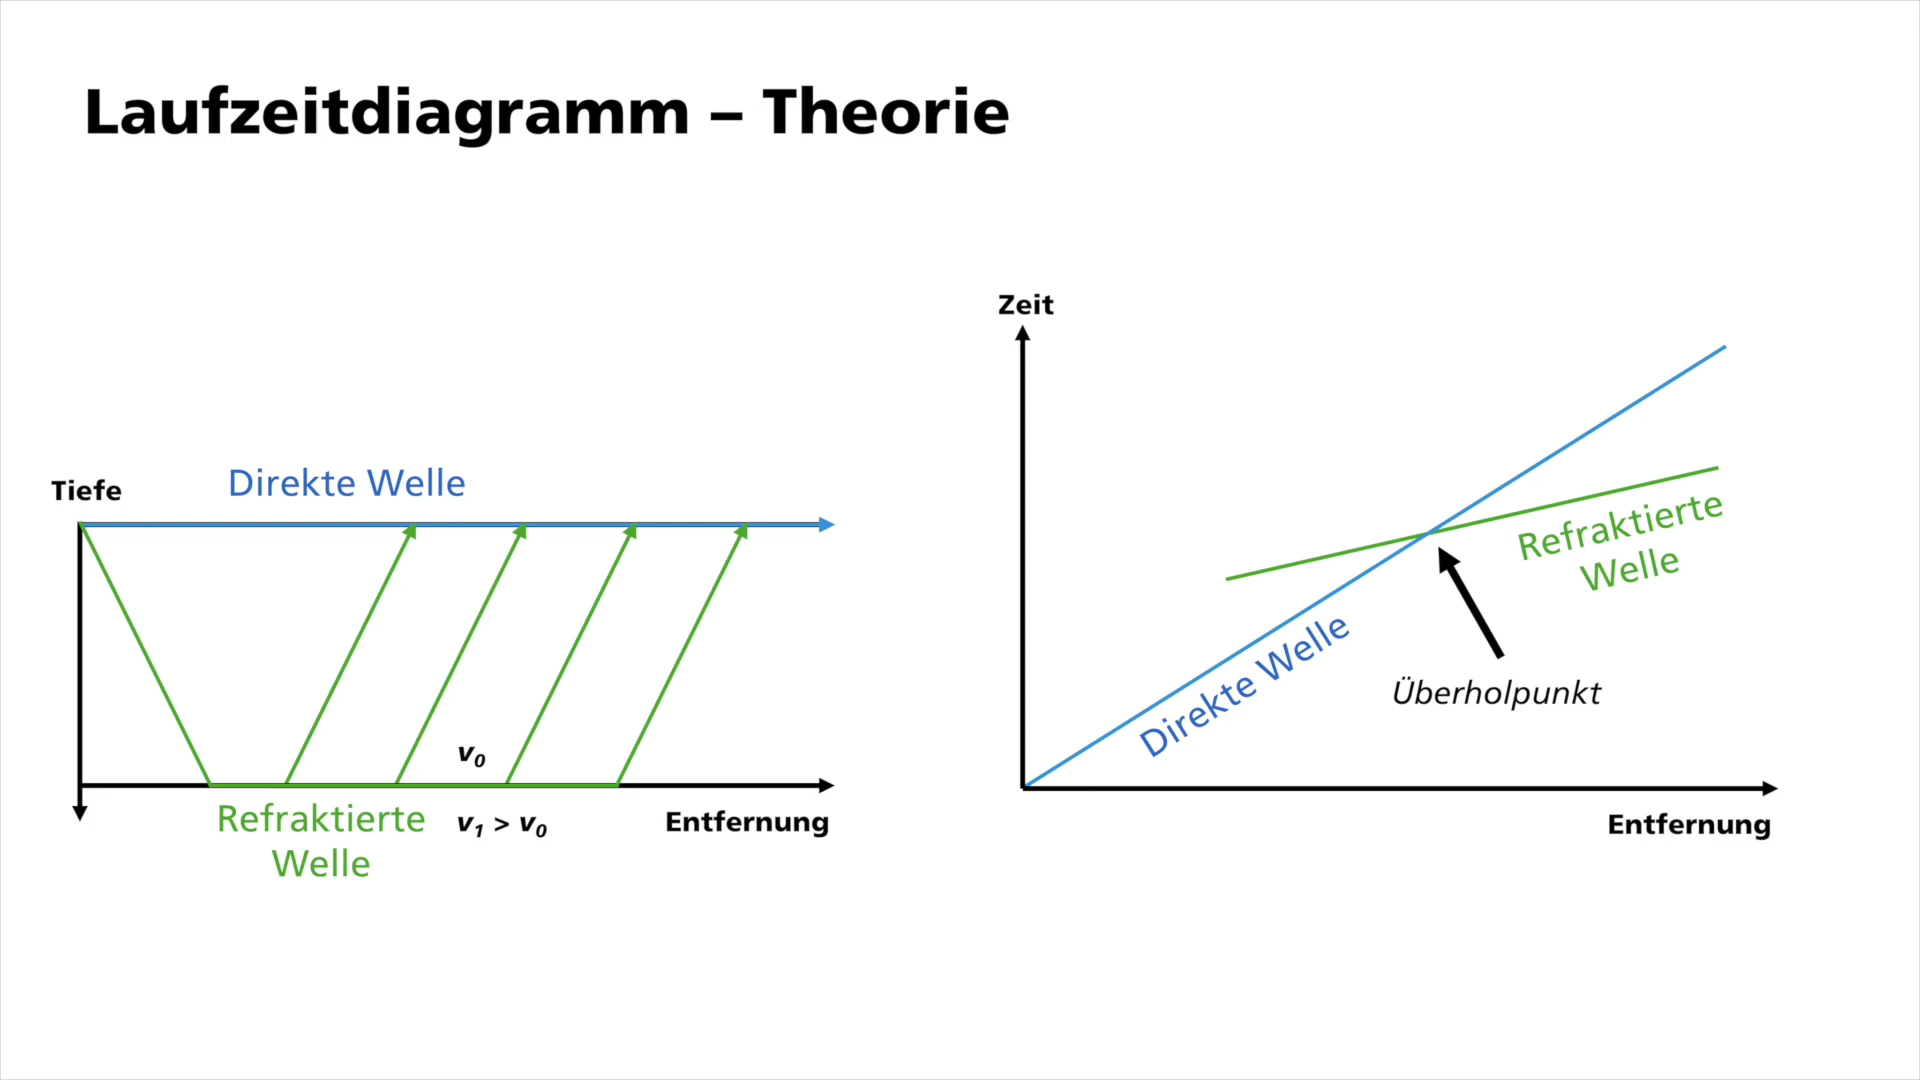 Laufzeitdiagramm – Theorie
Tiefe
Direkte Welle
v₀
Refraktierte
Welle
v₁ > v₀
Entfernung
Zeit
Direkte Welle
Refraktierte
Welle
Überholpunkt
Entfernung